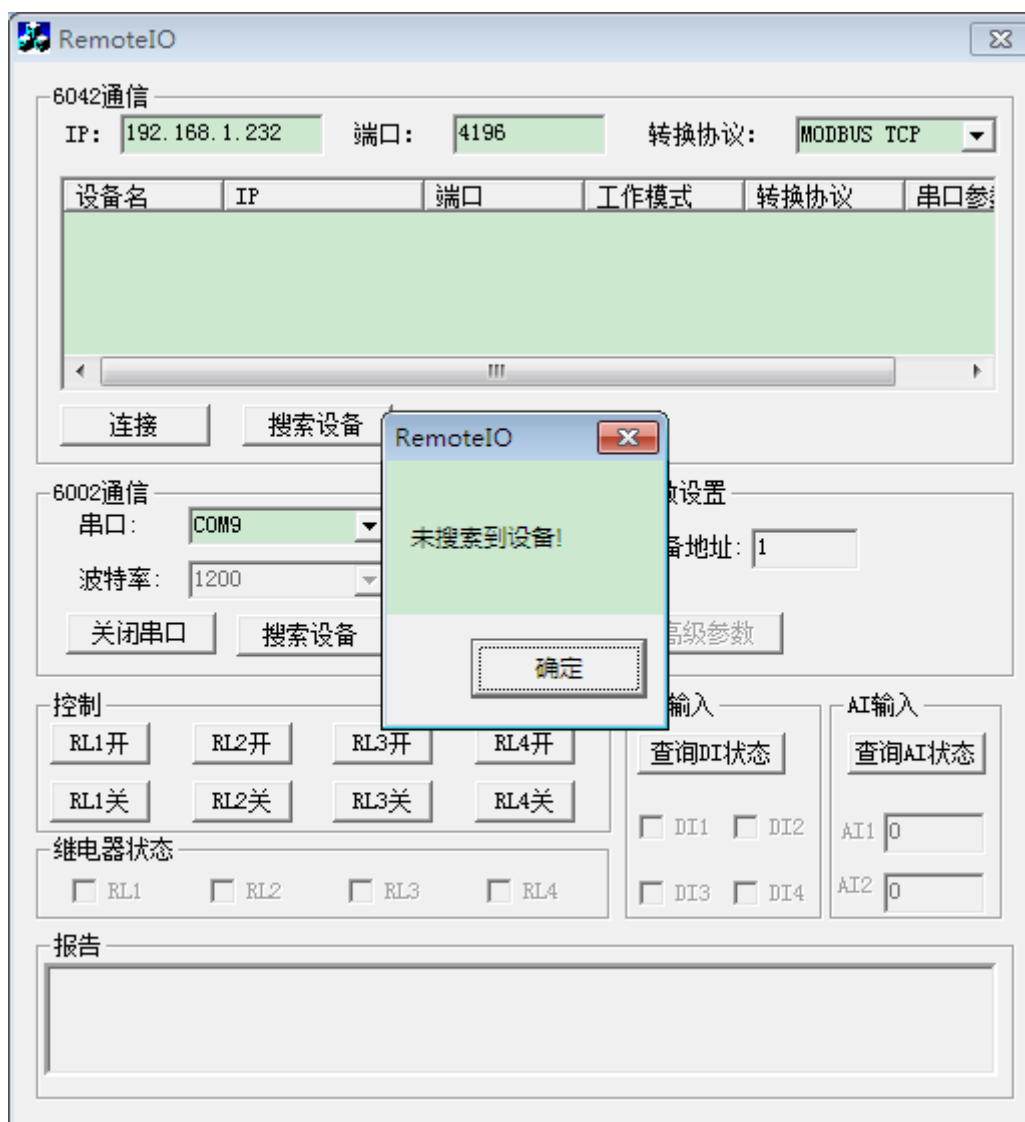 RemoteIO
6042通信
IP: 192.168.1.232 端口: 4196 转换协议: MODBUS TCP
设备名 IP 端口 工作模式 转换协议 串口参
连接 搜索设备
RemoteIO
未搜索到设备!
确定
6002通信
串口: COM9
波特率: 1200
关闭串口 搜索设备
设置
地址: 1
高级参数
控制
RL1开 RL2开 RL3开 RL4开
RL1关 RL2关 RL3关 RL4关
继电器状态
RL1 RL2 RL3 RL4
输入
查询DI状态
DI1 DI2
DI3 DI4
AI输入
查询AI状态
AI1 0
AI2 0
报告